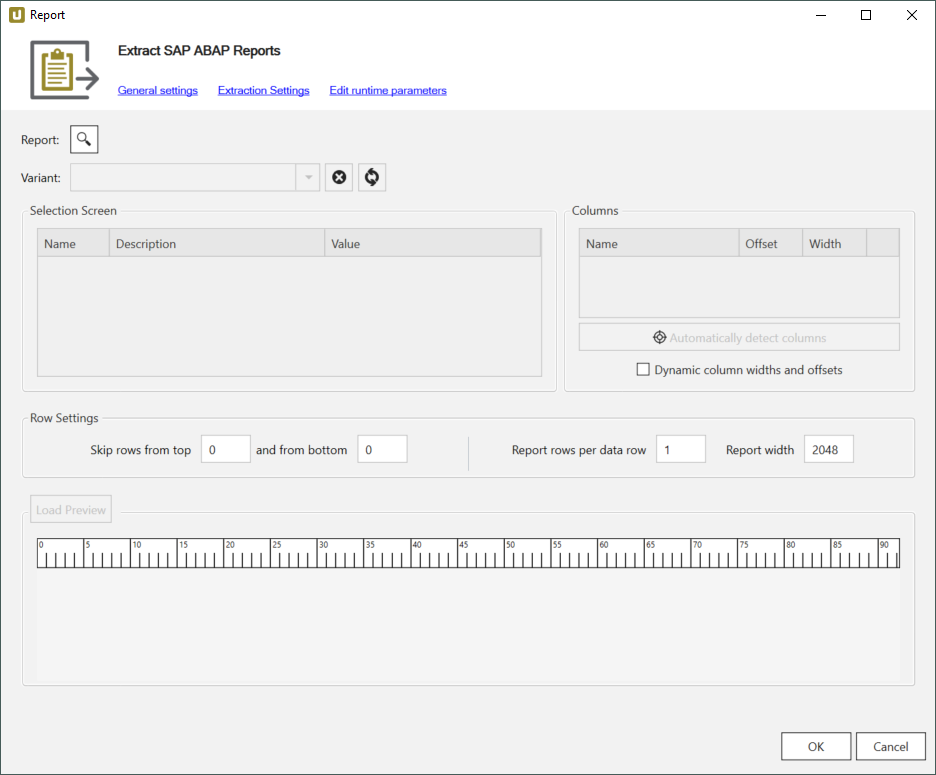 Report
Extract SAP ABAP Reports
General settings Extraction Settings Edit runtime parameters
Report:
Variant:
Selection Screen
Name Description Value
Columns
Name Offset Width
Automatically detect columns
Dynamic column widths and offsets
Row Settings
Skip rows from top 0 and from bottom 0 Report rows per data row 1 Report width 2048
Load Preview
0 5 10 15 20 25 30 35 40 45 50 55 60 65 70 75 80 85 90
OK Cancel